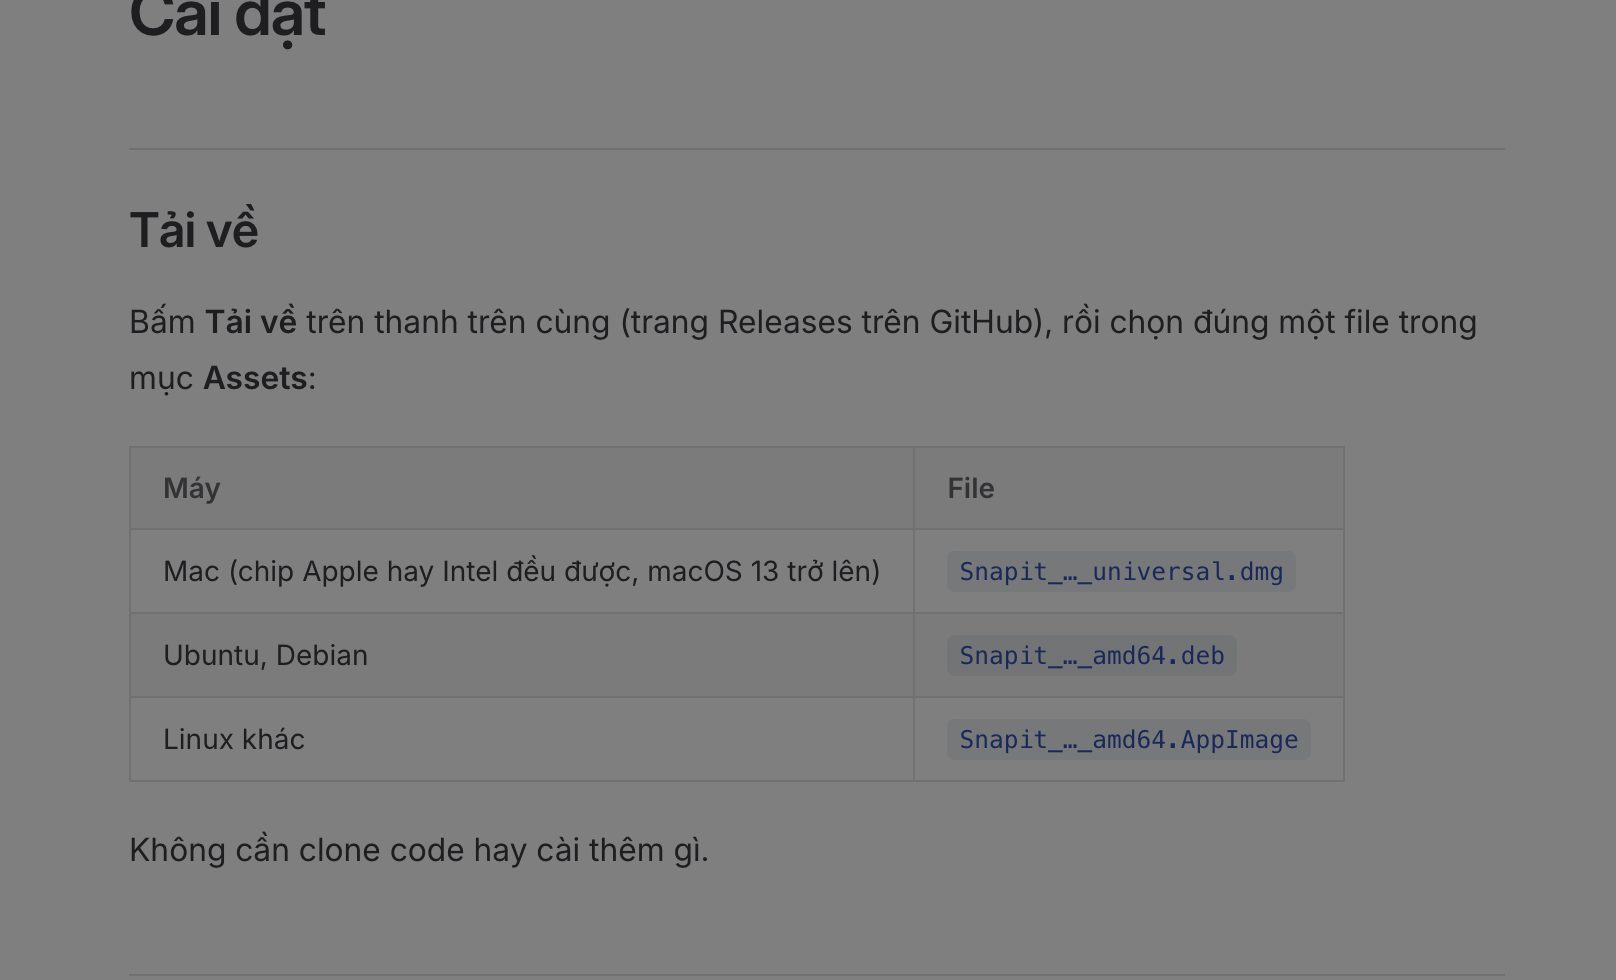 Cài đặt
Tải về
Bấm Tải về trên thanh trên cùng (trang Releases trên GitHub), rồi chọn đúng một file trong
mục Assets:
Máy
File
Mac (chip Apple hay Intel đều được, macOS 13 trở lên)
Snapit_…_universal.dmg
Ubuntu, Debian
Snapit_…_amd64.deb
Linux khác
Snapit_…_amd64.AppImage
Không cần clone code hay cài thêm gì.